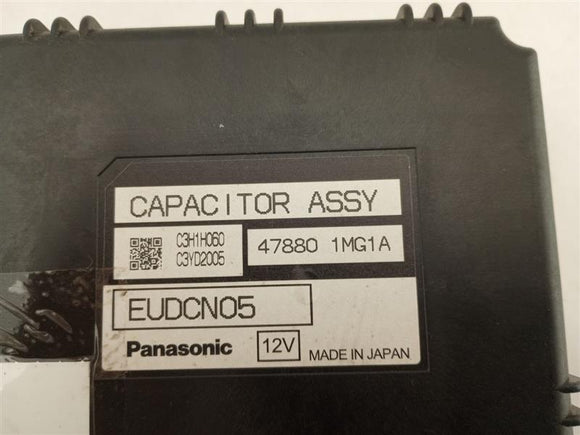 CAPACITOR ASSY
C3H1H060
C3YD2005
47880 1MG1A
EUDCN05
Panasonic 12V MADE IN JAPAN